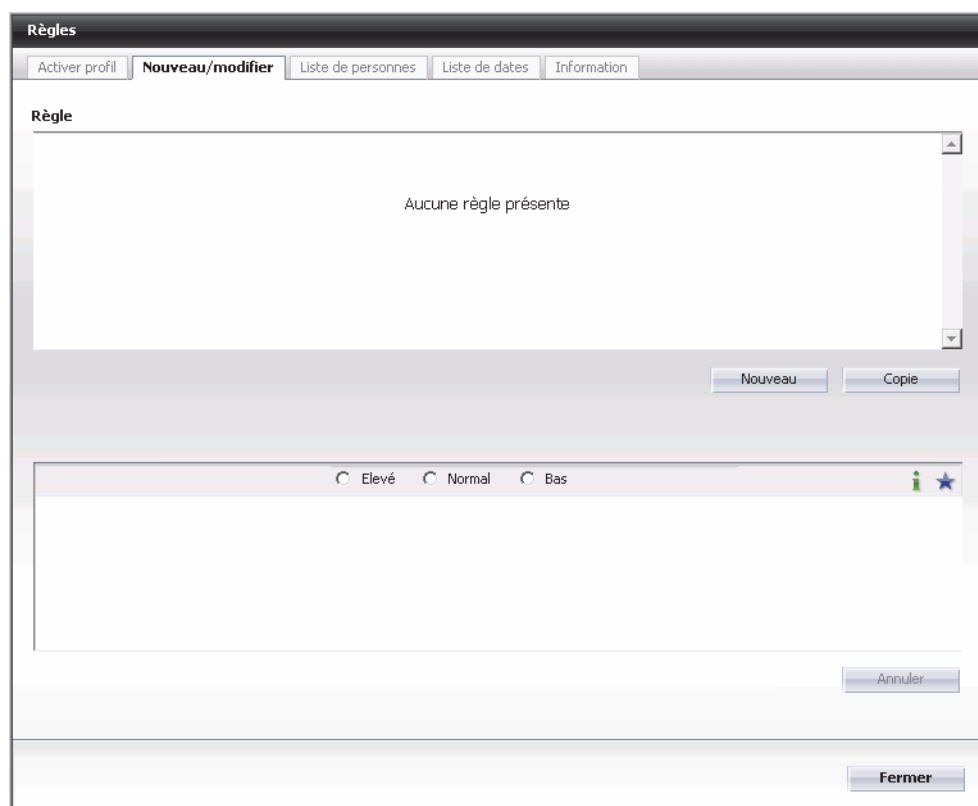 Règles
Activer profil Nouveau/modifier Liste de personnes Liste de dates Information
Règle
Aucune règle présente
Nouveau Copie
Elevé Normal Bas
Annuler
Fermer